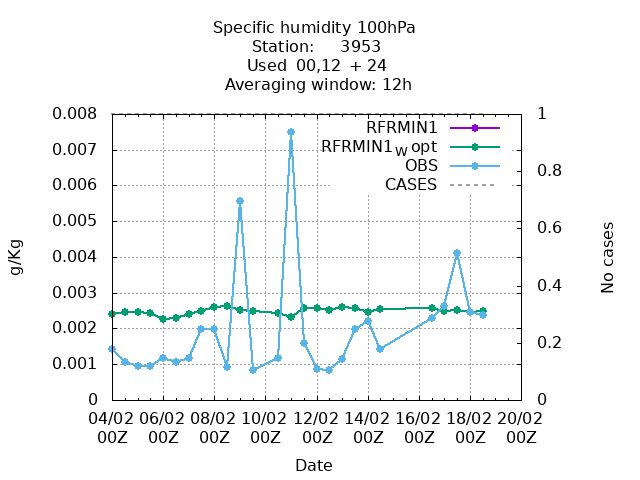 Specific humidity 100hPa
Station: 3953
Used 00,12 + 24
Averaging window: 12h
0.008
0.007
0.006
0.005
0.004
0.003
0.002
0.001
0
1
0.8
0.6
0.4
0.2
0
g/Kg
No cases
RFRMIN1
RFRMIN1w opt
OBS
CASES
04/02 06/02 08/02 10/02 12/02 14/02 16/02 18/02 20/02
00Z 00Z 00Z 00Z 00Z 00Z 00Z 00Z 00Z
Date